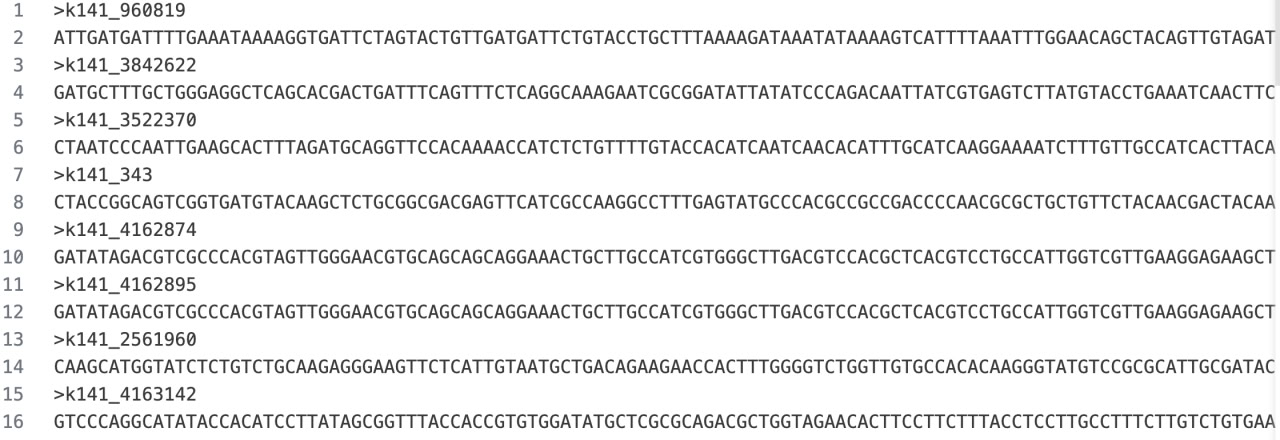 1 >k141_960819
2 ATTGATGATTTTGAAATAAAAGGTGATTCTAGTACTGTTGATGATTCTGTACCTGCTTTAAAAGATAAATATAAAAGTCATTTTAAATTTGGAACAGCTACAGTTGTAGAT
3 >k141_3842622
4 GATGCTTTGCTGGGAGGCTCAGCACGACTGATTTCAGTTTCTCAGGCAAAGAATCGCGGATATTATATCCCAGACAATTATCGTGAGTCTTATGTACCTGAAATCAACTTC
5 >k141_3522370
6 CTAATCCCAATTGAAGCACTTTAGATGCAGGTTCCACAAAACCATCTCTGTTTTGTACCACATCAATCAACACATTTGCATCAAGGAAAATCTTTGTTGCCATCACTTACA
7 >k141_343
8 CTACCGGCAGTCGGTGATGTACAAGCTCTGCGGCGACGAGTTCATCGCCAAGGCCTTTGAGTATGCCCACGCCGCCGACCCCAACGCGCTGCTGTTCTACAACGACTACAA
9 >k141_4162874
10 GATATAGACGTCGCCCACGTAGTTGGGAACGTGCAGCAGCAGGAAACTGCTTGCCATCGTGGGCTTGACGTCCACGCTCACGTCCTGCCATTGGTCGTTGAAGGAGAAGCT
11 >k141_4162895
12 GATATAGACGTCGCCCACGTAGTTGGGAACGTGCAGCAGCAGGAAACTGCTTGCCATCGTGGGCTTGACGTCCACGCTCACGTCCTGCCATTGGTCGTTGAAGGAGAAGCT
13 >k141_2561960
14 CAAGCATGGTATCTCTGTCTGCAAGAGGGAAGTTCTCATTGTAATGCTGACAGAAGAACCACTTTGGGGTCTGGTTGTGCCACACAAGGGTATGTCCGCGCATTGCGATAC
15 >k141_4163142
16 GTCCCAGGCATATACCACATCCTTATAGCGGTTTACCACCGTGTGGATATGCTCGCGCAGACGCTGGTAGAACACTTCCTTCTTTACCTCCTTGCCTTTCTTGTCTGTGAA